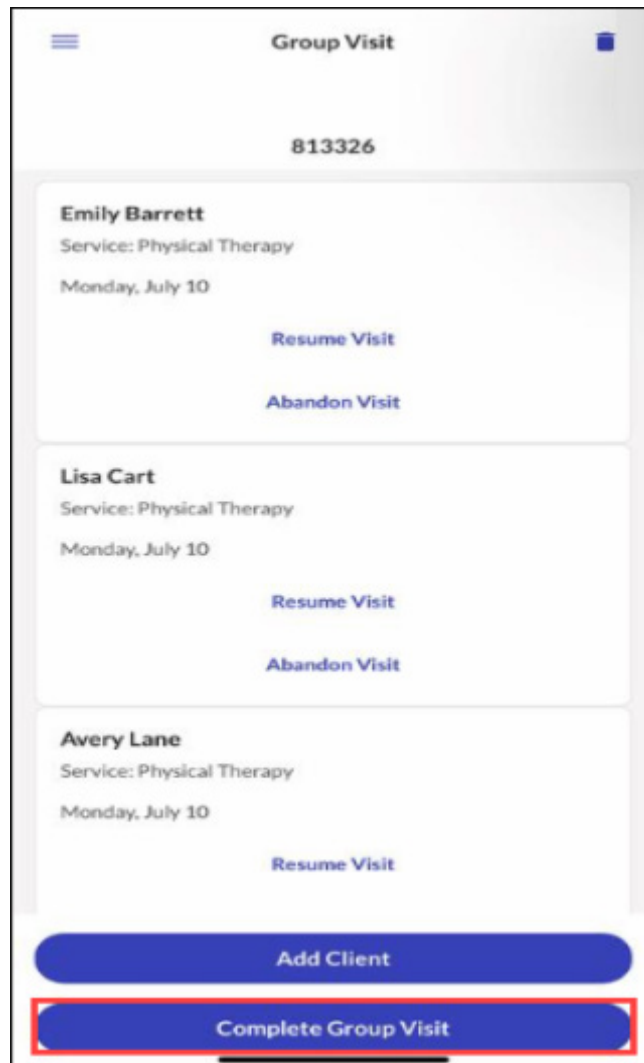 Group Visit
813326
Emily Barrett
Service: Physical Therapy
Monday, July 10
Resume Visit
Abandon Visit
Lisa Cart
Service: Physical Therapy
Monday, July 10
Resume Visit
Abandon Visit
Avery Lane
Service: Physical Therapy
Monday, July 10
Resume Visit
Add Client
Complete Group Visit